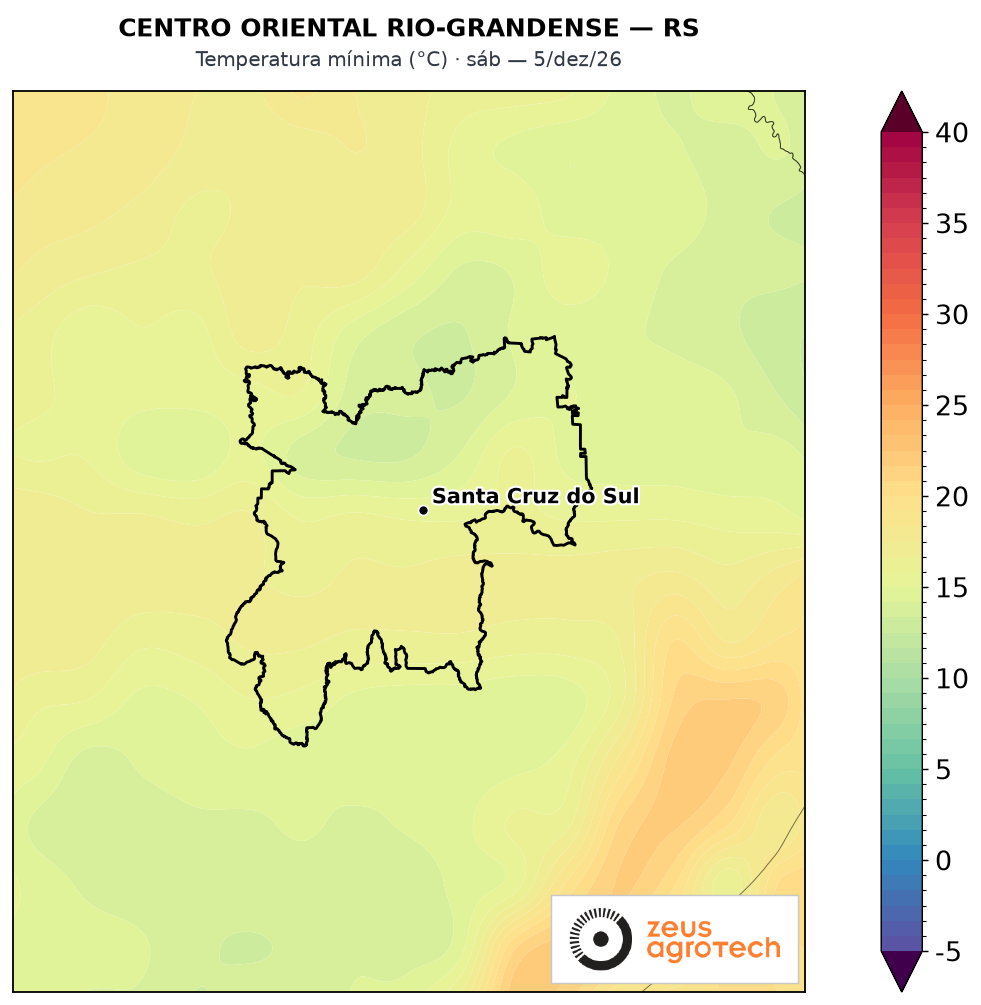 CENTRO ORIENTAL RIO-GRANDENSE — RS
Temperatura mínima (°C) · sáb — 5/dez/26
40
35
30
25
20
15
10
5
0
-5
Santa Cruz do Sul
zeus
agrotech